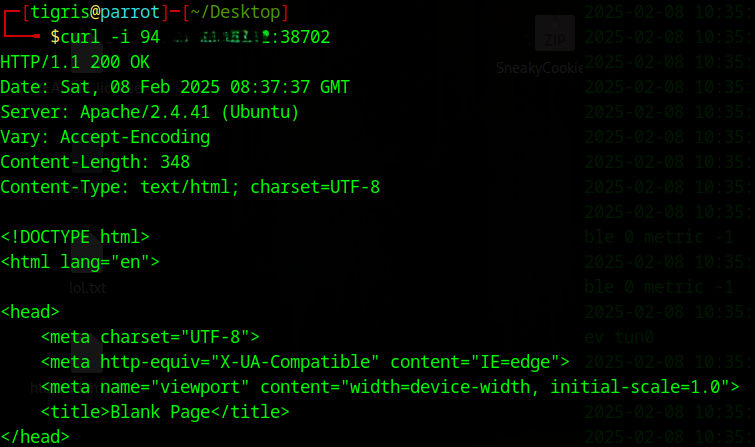 [tigris@parrot]-[~/Desktop]
$curl -i 94 :38702
HTTP/1.1 200 OK
Date: Sat, 08 Feb 2025 08:37:37 GMT
Server: Apache/2.4.41 (Ubuntu)
Vary: Accept-Encoding
Content-Length: 348
Content-Type: text/html; charset=UTF-8
<!DOCTYPE html>
<html lang="en">
<head>
    <meta charset="UTF-8">
    <meta http-equiv="X-UA-Compatible" content="IE=edge">
    <meta name="viewport" content="width=device-width, initial-scale=1.0">
    <title>Blank Page</title>
</head>
ZIP
SneakyCookie
lol.txt
2025-02-08 10:35:
2025-02-08 10:35:
2025-02-08 10:35:
2025-02-08 10:35:
2025-02-08 10:35:
2025-02-08 10:35:
2025-02-08 10:35:
2025-02-08 10:35:
2025-02-08 10:35:
ble 0 metric -1
2025-02-08 10:35:
ble 0 metric -1
2025-02-08 10:35:
ev tun0
2025-02-08 10:35:
2025-02-08 10:35:
2025-02-08 10:35:
2025-02-08 10:35: